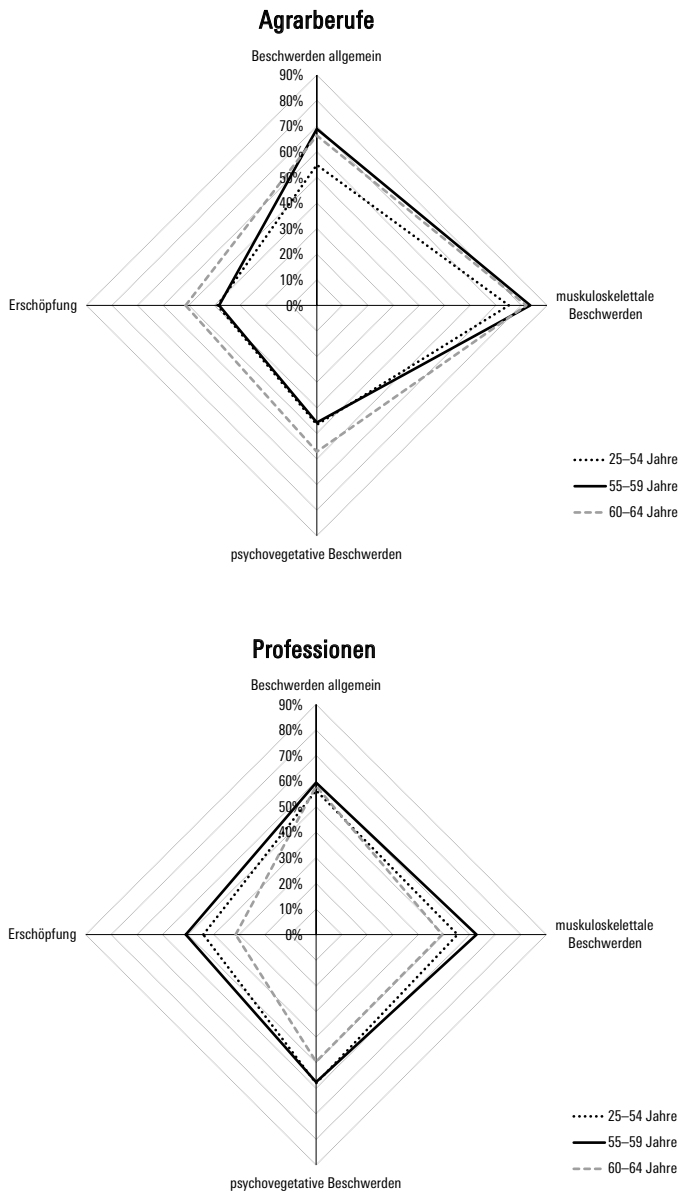 Agrarberufe
Beschwerden allgemein
90%
80%
70%
60%
50%
40%
30%
20%
10%
0%
Erschöpfung
muskuloskelettale
Beschwerden
25–54 Jahre
55–59 Jahre
60–64 Jahre
psychovegetative Beschwerden
Professionen
Beschwerden allgemein
90%
80%
70%
60%
50%
40%
30%
20%
10%
0%
Erschöpfung
muskuloskelettale
Beschwerden
25–54 Jahre
55–59 Jahre
60–64 Jahre
psychovegetative Beschwerden